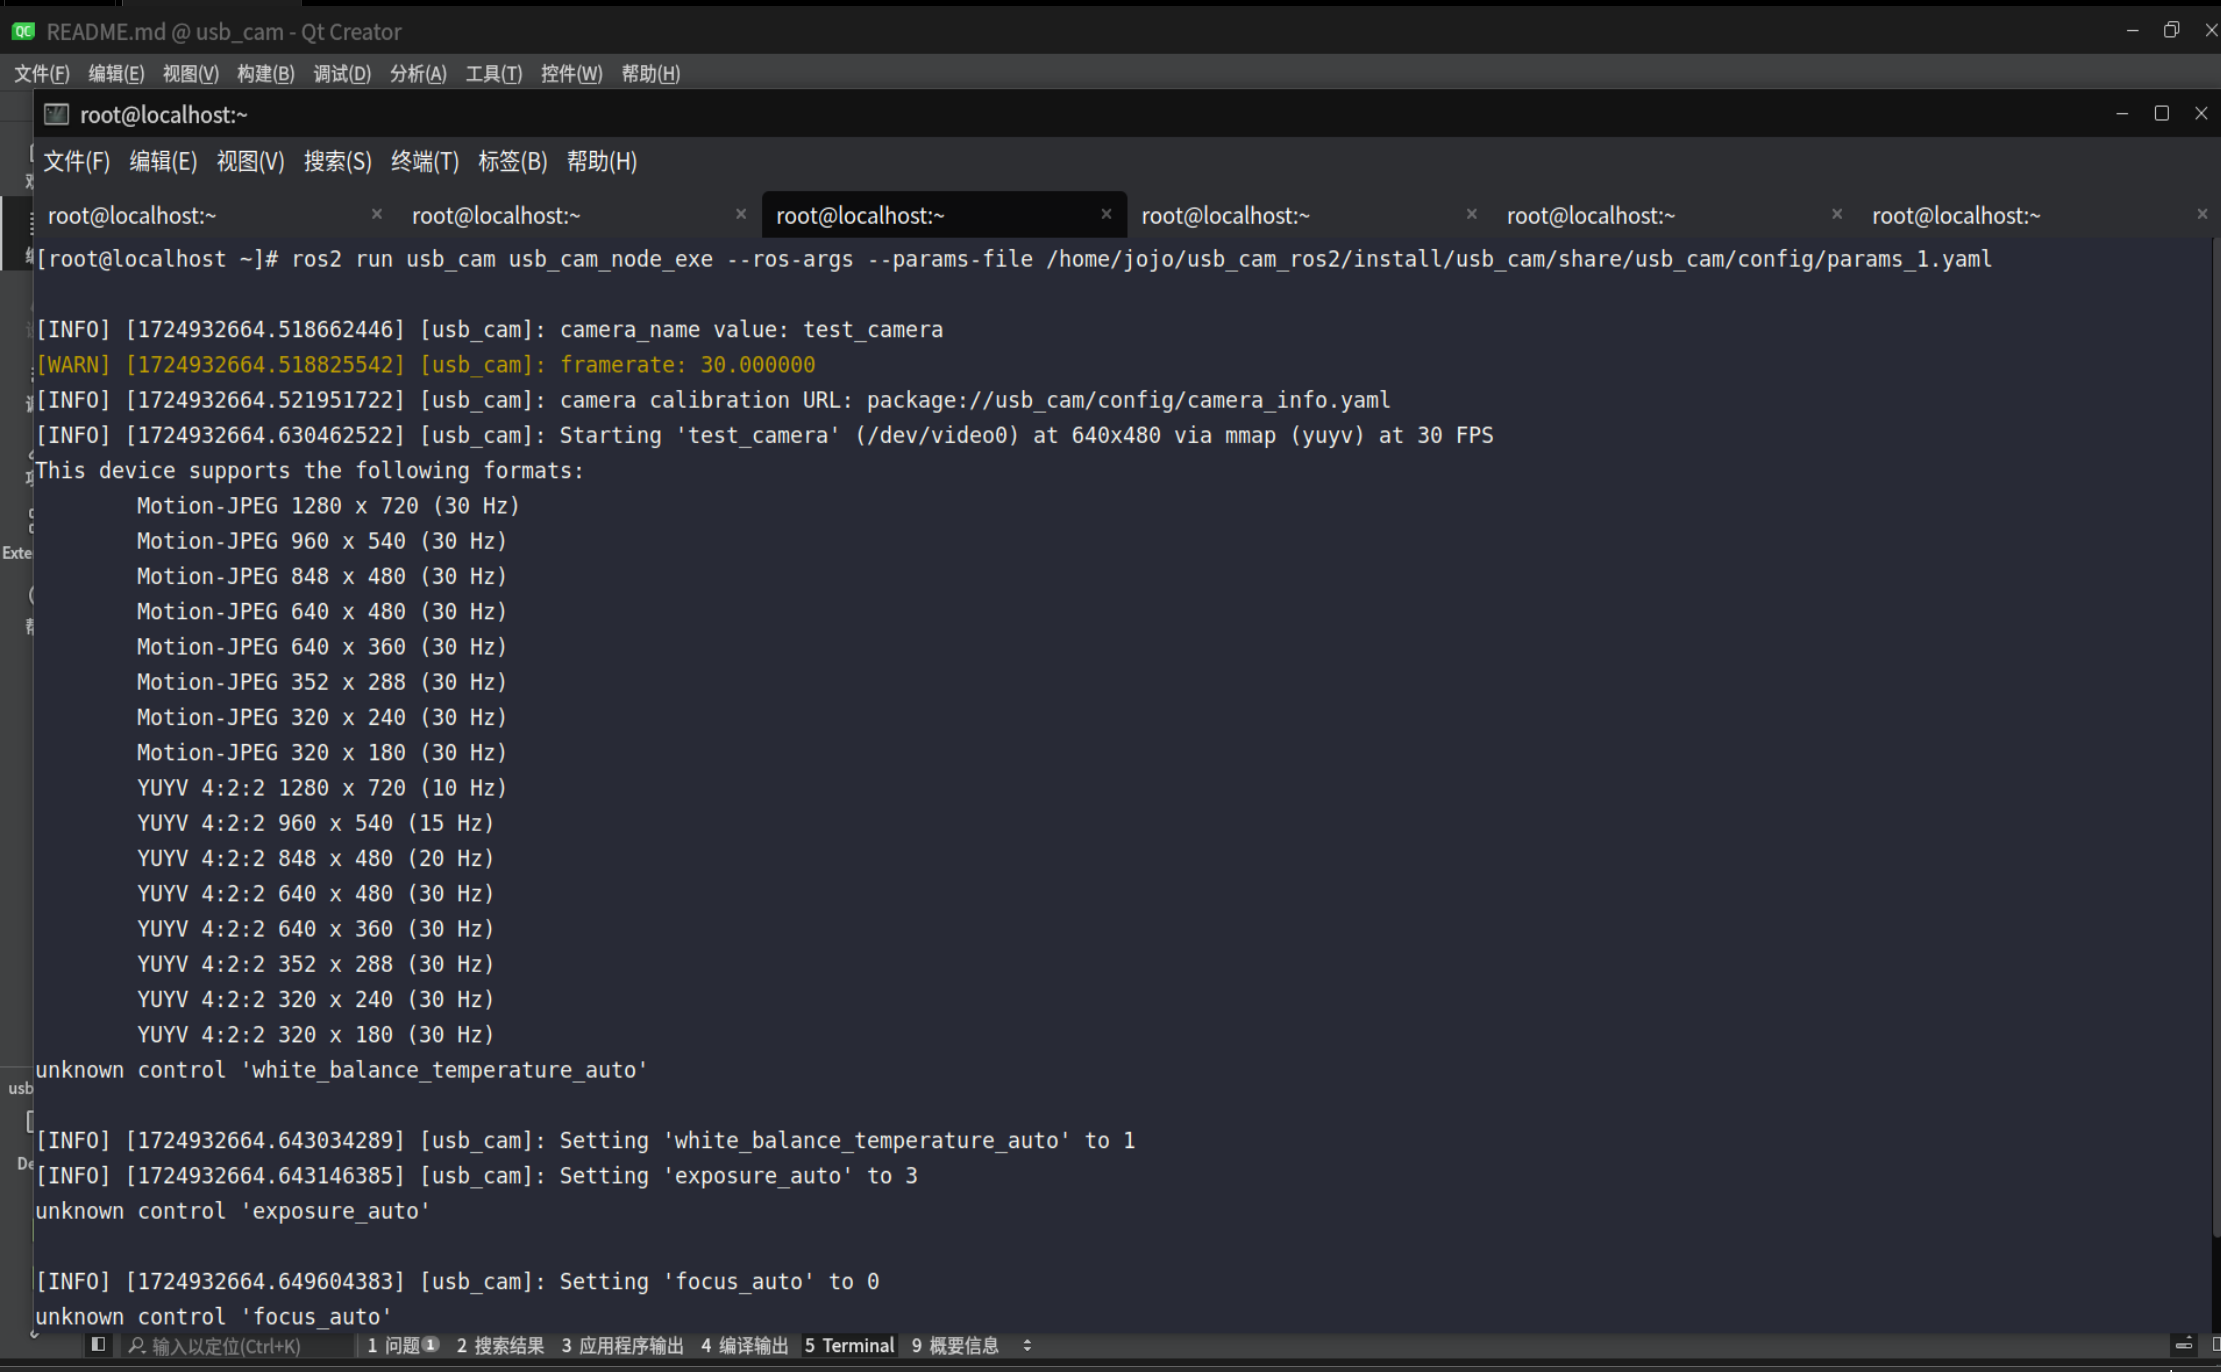 README.md @ usb_cam - Qt Creator
文件(F) 编辑(E) 视图(V) 构建(B) 调试(D) 分析(A) 工具(T) 控件(W) 帮助(H)
root@localhost:~
文件(F) 编辑(E) 视图(V) 搜索(S) 终端(T) 标签(B) 帮助(H)
root@localhost:~ × root@localhost:~ × root@localhost:~ × root@localhost:~ × root@localhost:~ × root@localhost:~ ×
[root@localhost ~]# ros2 run usb_cam usb_cam_node_exe --ros-args --params-file /home/jojo/usb_cam_ros2/install/usb_cam/share/usb_cam/config/params_1.yaml
[INFO] [1724932664.518662446] [usb_cam]: camera_name value: test_camera
[WARN] [1724932664.518825542] [usb_cam]: framerate: 30.000000
[INFO] [1724932664.521951722] [usb_cam]: camera calibration URL: package://usb_cam/config/camera_info.yaml
[INFO] [1724932664.630462522] [usb_cam]: Starting 'test_camera' (/dev/video0) at 640x480 via mmap (yuyv) at 30 FPS
This device supports the following formats:
Motion-JPEG 1280 x 720 (30 Hz)
Motion-JPEG 960 x 540 (30 Hz)
Motion-JPEG 848 x 480 (30 Hz)
Motion-JPEG 640 x 480 (30 Hz)
Motion-JPEG 640 x 360 (30 Hz)
Motion-JPEG 352 x 288 (30 Hz)
Motion-JPEG 320 x 240 (30 Hz)
Motion-JPEG 320 x 180 (30 Hz)
YUYV 4:2:2 1280 x 720 (10 Hz)
YUYV 4:2:2 960 x 540 (15 Hz)
YUYV 4:2:2 848 x 480 (20 Hz)
YUYV 4:2:2 640 x 480 (30 Hz)
YUYV 4:2:2 640 x 360 (30 Hz)
YUYV 4:2:2 352 x 288 (30 Hz)
YUYV 4:2:2 320 x 240 (30 Hz)
YUYV 4:2:2 320 x 180 (30 Hz)
unknown control 'white_balance_temperature_auto'
[INFO] [1724932664.643034289] [usb_cam]: Setting 'white_balance_temperature_auto' to 1
[INFO] [1724932664.643146385] [usb_cam]: Setting 'exposure_auto' to 3
unknown control 'exposure_auto'
[INFO] [1724932664.649604383] [usb_cam]: Setting 'focus_auto' to 0
unknown control 'focus_auto'
Exte
usb
De
输入以定位(Ctrl+K) 1 问题 1 2 搜索结果 3 应用程序输出 4 编译输出 5 Terminal 9 概要信息